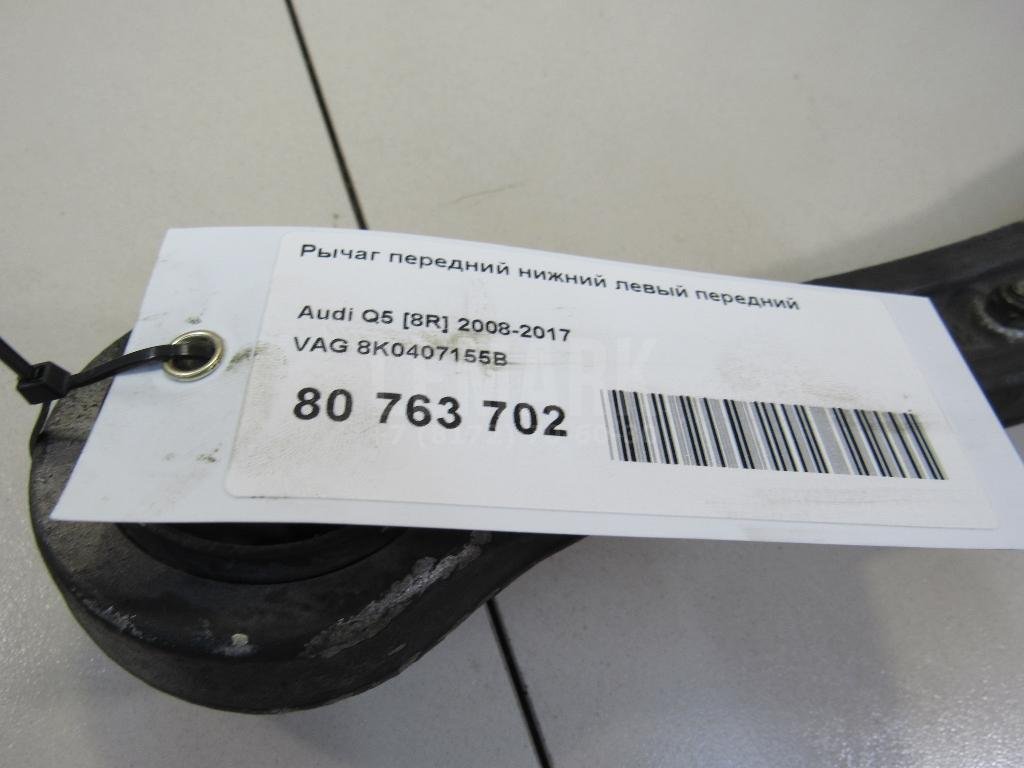 Рычаг передний нижний левый передний
Audi Q5 [8R] 2008-2017
VAG 8K0407155B
80 763 702